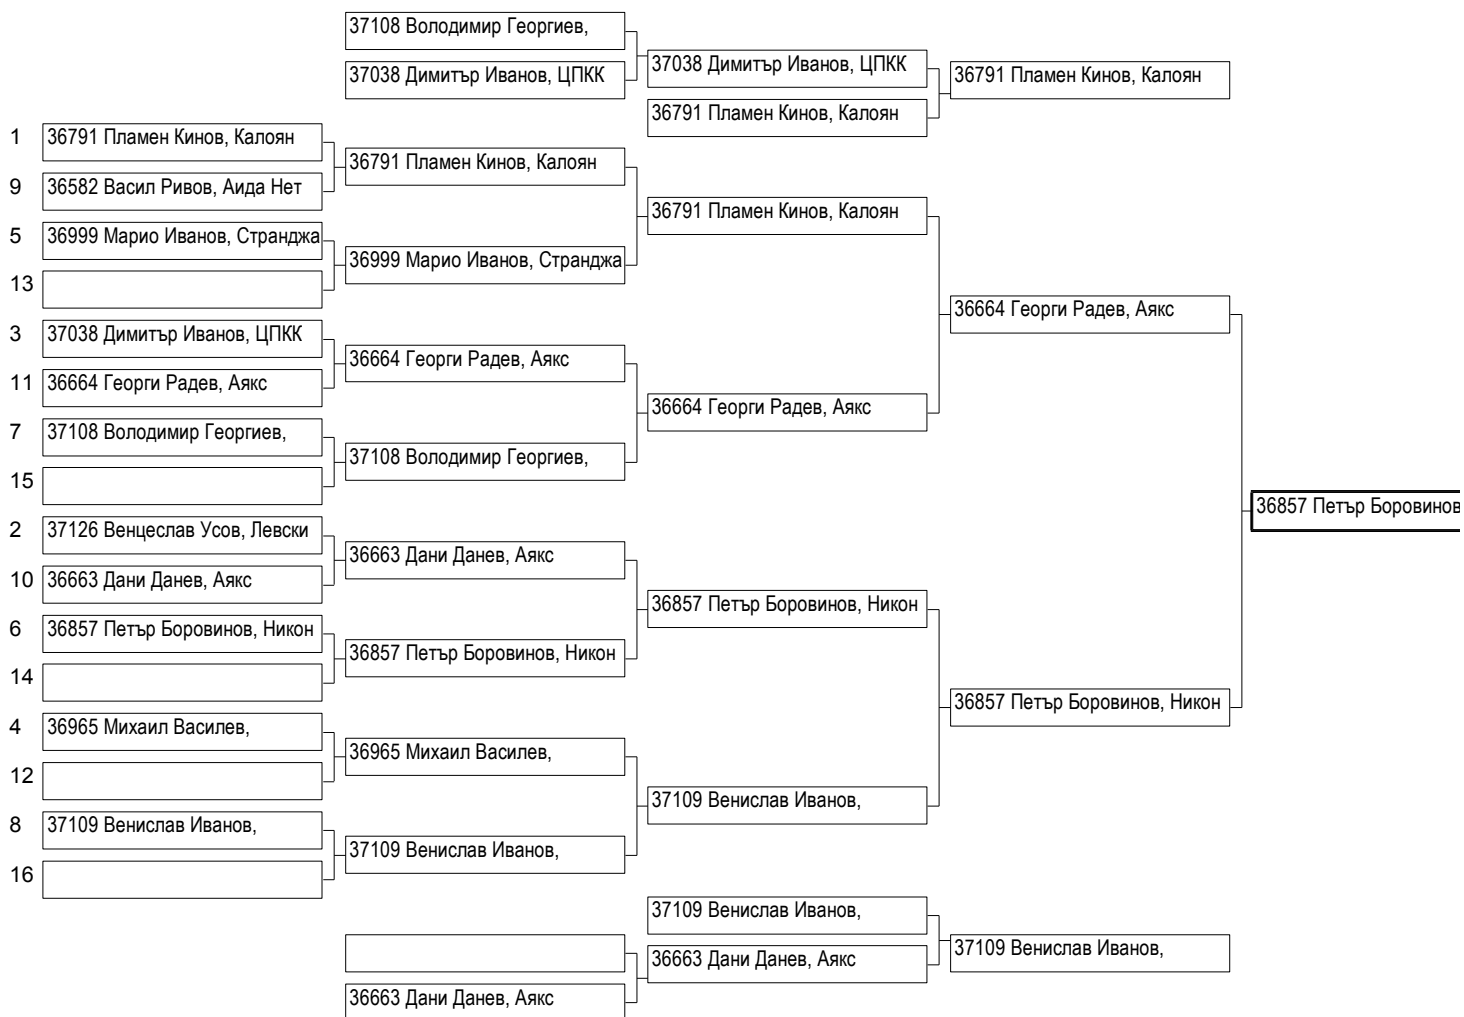 37108 Володимир Георгиев,
37038 Димитър Иванов, ЦПКК
37038 Димитър Иванов, ЦПКК
36791 Пламен Кинов, Калоян
36791 Пламен Кинов, Калоян
1 36791 Пламен Кинов, Калоян
9 36582 Васил Ривов, Аида Нет
5 36999 Марио Иванов, Странджа
13
3 37038 Димитър Иванов, ЦПКК
11 36664 Георги Радев, Аякс
7 37108 Володимир Георгиев,
15
2 37126 Венцеслав Усов, Левски
10 36663 Дани Данев, Аякс
6 36857 Петър Боровинов, Никон
14
4 36965 Михаил Василев,
12
8 37109 Венислав Иванов,
16
36791 Пламен Кинов, Калоян
36999 Марио Иванов, Странджа
36664 Георги Радев, Аякс
37108 Володимир Георгиев,
36663 Дани Данев, Аякс
36857 Петър Боровинов, Никон
36965 Михаил Василев,
37109 Венислав Иванов,
36791 Пламен Кинов, Калоян
36664 Георги Радев, Аякс
36857 Петър Боровинов, Никон
37109 Венислав Иванов,
36664 Георги Радев, Аякс
36857 Петър Боровинов, Никон
36857 Петър Боровинов
36663 Дани Данев, Аякс
37109 Венислав Иванов,
36663 Дани Данев, Аякс
37109 Венислав Иванов,